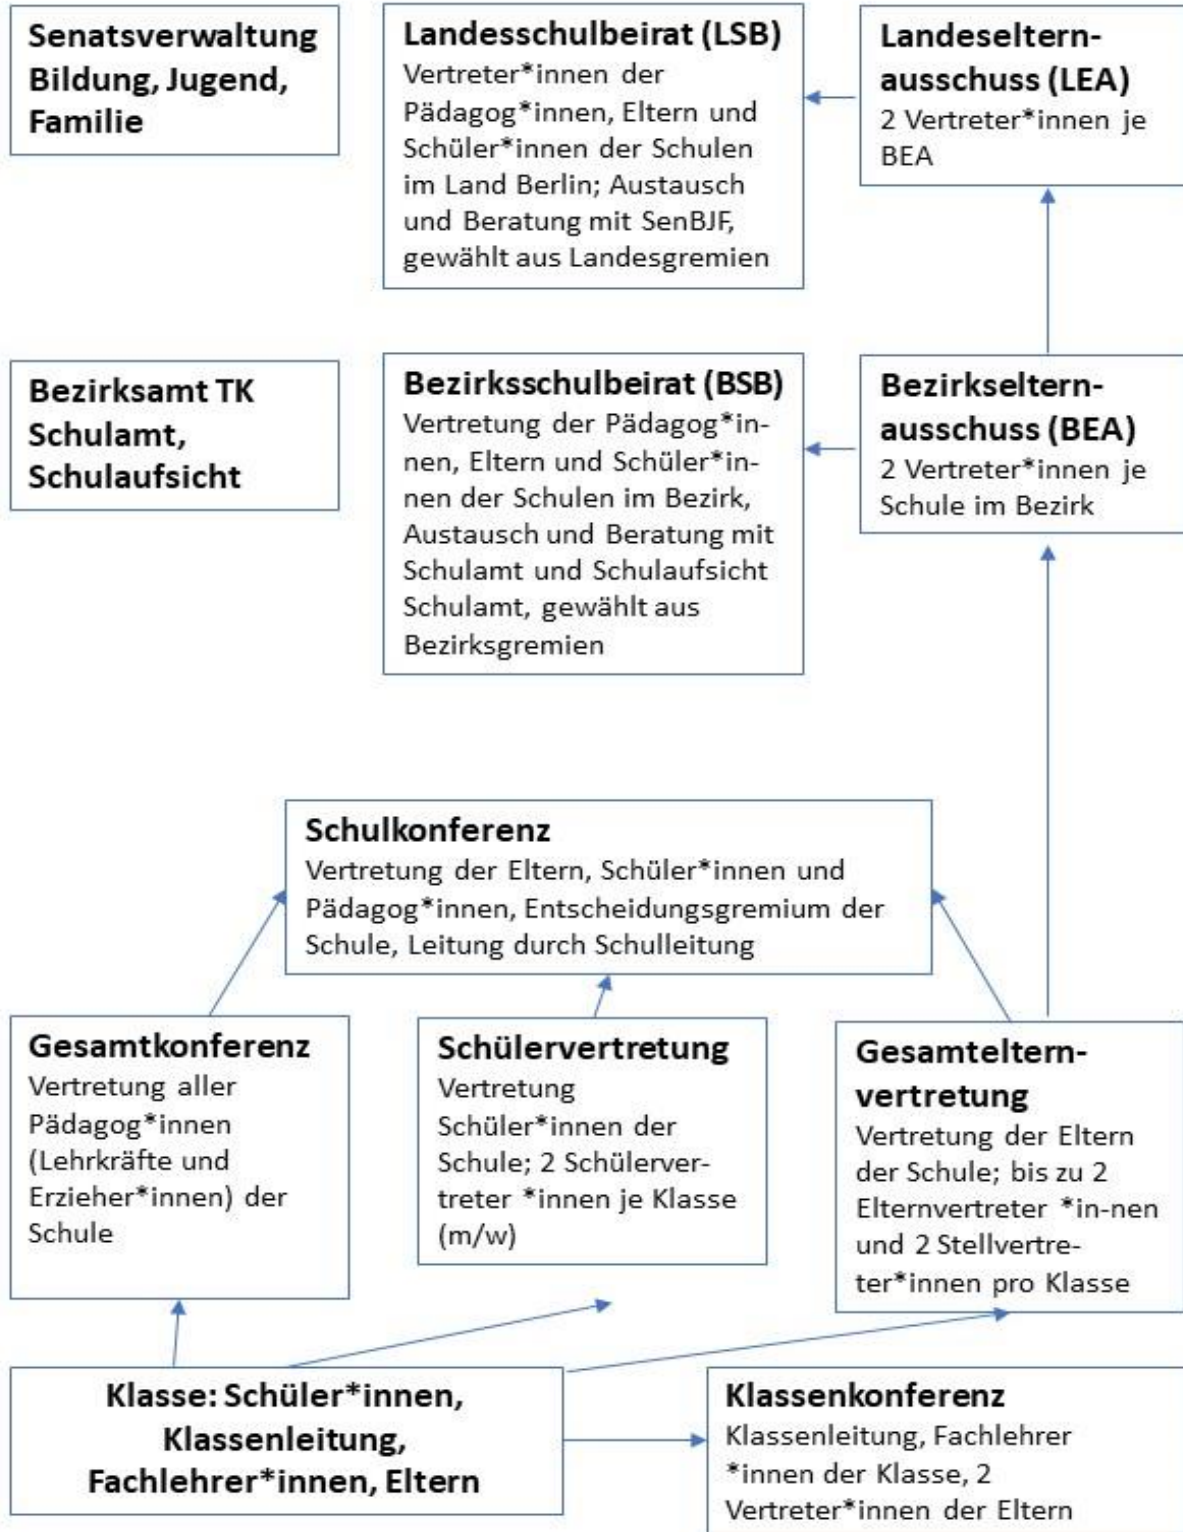 Senatsverwaltung
Bildung, Jugend,
Familie
Landesschulbeirat (LSB)
Vertreter*innen der
Pädagog*innen, Eltern und
Schüler*innen der Schulen
im Land Berlin; Austausch
und Beratung mit SenBJF,
gewählt aus Landesgremien
Landeseltern-
ausschuss (LEA)
2 Vertreter*innen je
BEA
Bezirksamt TK
Schulamt,
Schulaufsicht
Bezirksschulbeirat (BSB)
Vertretung der Pädagog*in-
nen, Eltern und Schüler*in-
nen der Schulen im Bezirk,
Austausch und Beratung mit
Schulamt und Schulaufsicht
Schulamt, gewählt aus
Bezirksgremien
Bezirkseltern-
ausschuss (BEA)
2 Vertreter*innen je
Schule im Bezirk
Schulkonferenz
Vertretung der Eltern, Schüler*innen und
Pädagog*innen, Entscheidungsgremium der
Schule, Leitung durch Schulleitung
Gesamtkonferenz
Vertretung aller
Pädagog*innen
(Lehrkräfte und
Erzieher*innen) der
Schule
Schülervertretung
Vertretung
Schüler*innen der
Schule; 2 Schülerver-
treter *innen je Klasse
(m/w)
Gesamteltern-
vertretung
Vertretung der Eltern
der Schule; bis zu 2
Elternvertreter *in-nen
und 2 Stellvertre-
ter*innen pro Klasse
Klasse: Schüler*innen,
Klassenleitung,
Fachlehrer*innen, Eltern
Klassenkonferenz
Klassenleitung, Fachlehrer
*innen der Klasse, 2
Vertreter*innen der Eltern